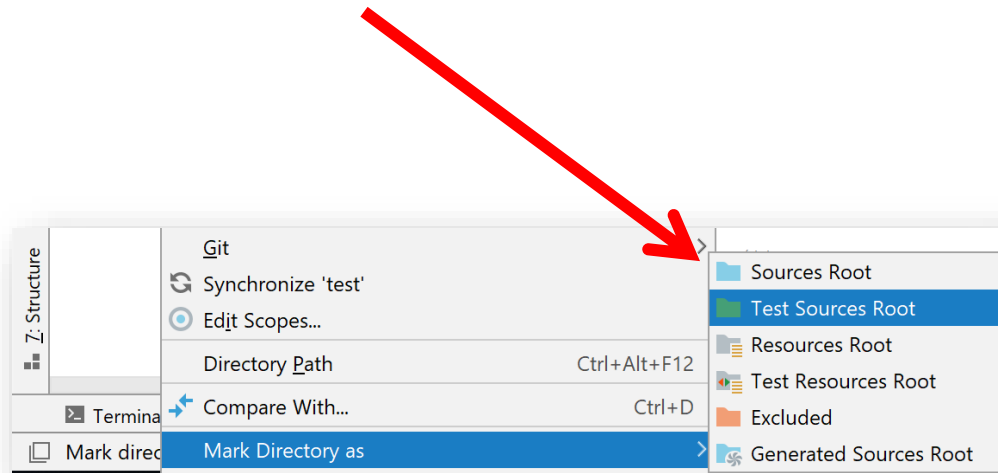 7: Structure
Git
Synchronize 'test'
Edit Scopes...
Directory Path Ctrl+Alt+F12
Compare With... Ctrl+D
Mark Directory as
Sources Root
Test Sources Root
Resources Root
Test Resources Root
Excluded
Generated Sources Root
Termina
Mark direc